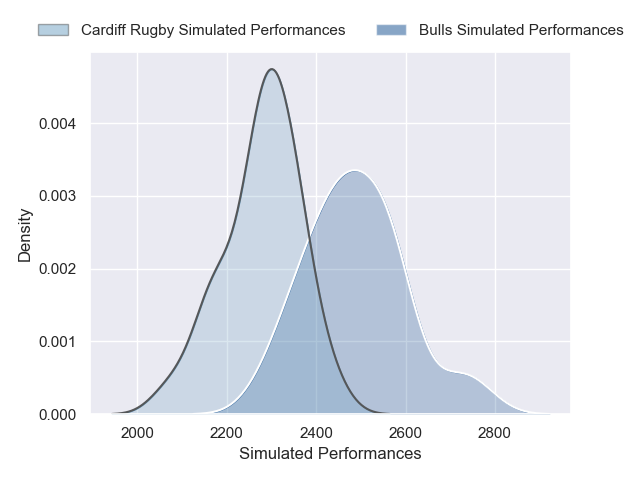 Cardiff Rugby Simulated Performances
Bulls Simulated Performances
0.004
0.003
0.002
0.001
0.000
Density
2000
2200
2400
2600
2800
Simulated Performances